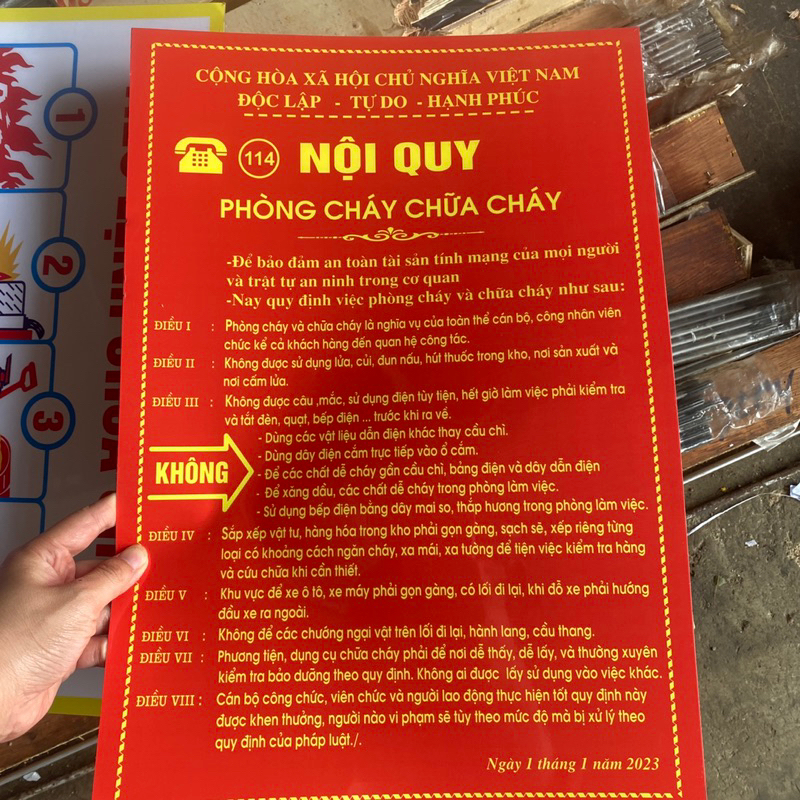 CỘNG HÒA XÃ HỘI CHỦ NGHĨA VIỆT NAM
ĐỘC LẬP - TỰ DO - HẠNH PHÚC
114 NỘI QUY
PHÒNG CHÁY CHỮA CHÁY
-Để bảo đảm an toàn tài sản tính mạng của mọi người
và trật tự an ninh trong cơ quan
-Nay quy định việc phòng cháy và chữa cháy như sau:
ĐIỀU I : Phòng cháy và chữa cháy là nghĩa vụ của toàn thể cán bộ, công nhân viên
chức kể cả khách hàng đến quan hệ công tác.
ĐIỀU II : Không được sử dụng lửa, củi, đun nấu, hút thuốc trong kho, nơi sản xuất và
nơi cấm lửa.
ĐIỀU III : Không được câu ,mắc, sử dụng điện tùy tiện, hết giờ làm việc phải kiểm tra
và tắt đèn, quạt, bếp điện ... trước khi ra về.
KHÔNG
- Dùng các vật liệu dẫn điện khác thay cầu chì.
- Dùng dây điện cắm trực tiếp vào ổ cắm.
- Để các chất dễ cháy gần cầu chì, bảng điện và dây dẫn điện
- Để xăng dầu, các chất dễ cháy trong phòng làm việc.
- Sử dụng bếp điện bằng dây mai so, thắp hương trong phòng làm việc.
ĐIỀU IV : Sắp xếp vật tư, hàng hóa trong kho phải gọn gàng, sạch sẽ, xếp riêng từng
loại có khoảng cách ngăn cháy, xa mái, xa tường để tiện việc kiểm tra hàng
và cứu chữa khi cần thiết.
ĐIỀU V : Khu vực để xe ô tô, xe máy phải gọn gàng, có lối đi lại, khi đỗ xe phải hướng
đầu xe ra ngoài.
ĐIỀU VI : Không để các chướng ngại vật trên lối đi lại, hành lang, cầu thang.
ĐIỀU VII : Phương tiện, dụng cụ chữa cháy phải để nơi dễ thấy, dễ lấy, và thường xuyên
kiểm tra bảo dưỡng theo quy định. Không ai được lấy sử dụng vào việc khác.
ĐIỀU VIII : Cán bộ công chức, viên chức và người lao động thực hiện tốt quy định này
được khen thưởng, người nào vi phạm sẽ tùy theo mức độ mà bị xử lý theo
quy định của pháp luật./.
Ngày 1 tháng 1 năm 2023
1
2
3